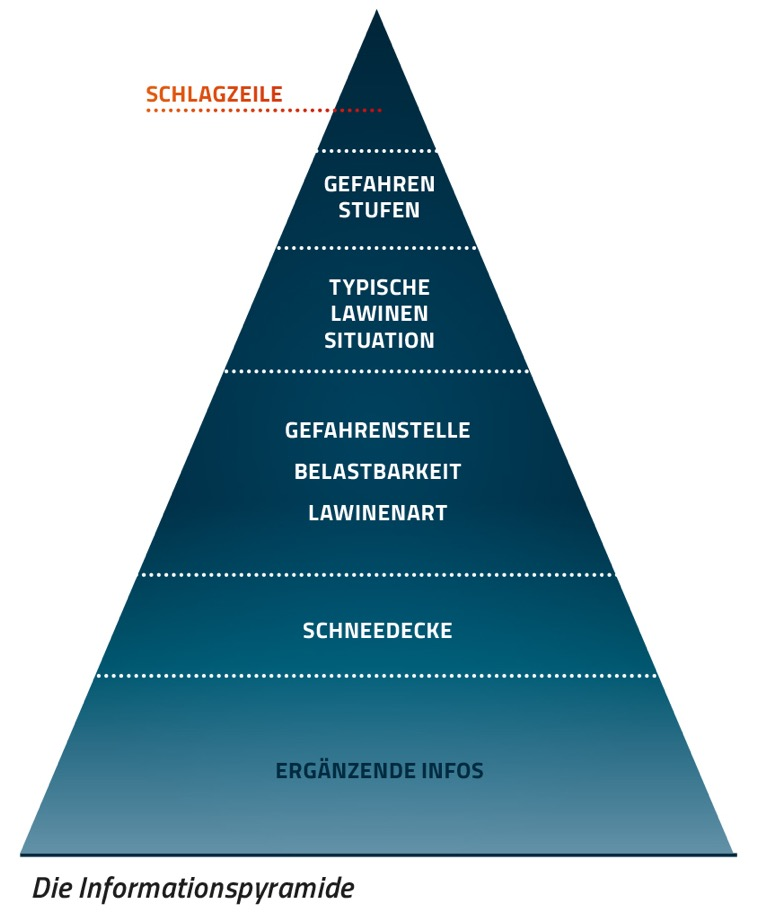 SCHLAGZEILE
GEFAHREN
STUFEN
TYPISCHE
LAWINEN
SITUATION
GEFAHRENSTELLE
BELASTBARKEIT
LAWINENART
SCHNEEDECKE
ERGÄNZENDE INFOS
Die Informationspyramide